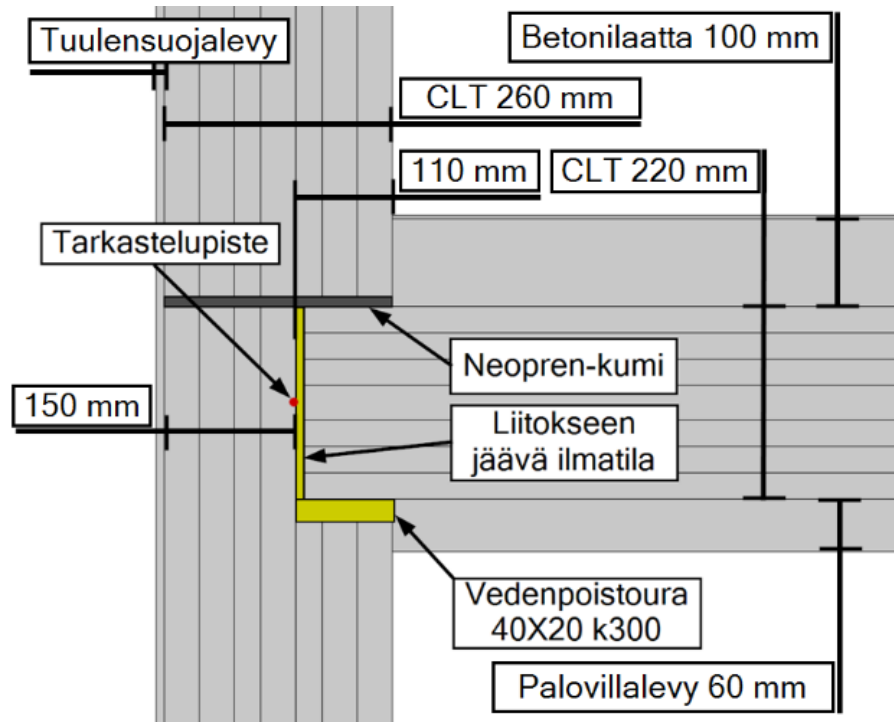 Tuulensuojalevy
Betonilaatta 100 mm
CLT 260 mm
110 mm
CLT 220 mm
Tarkastelupiste
Neopren-kumi
150 mm
Liitokseen
jäävä ilmatila
Vedenpoistoura
40X20 k300
Palovillalevy 60 mm